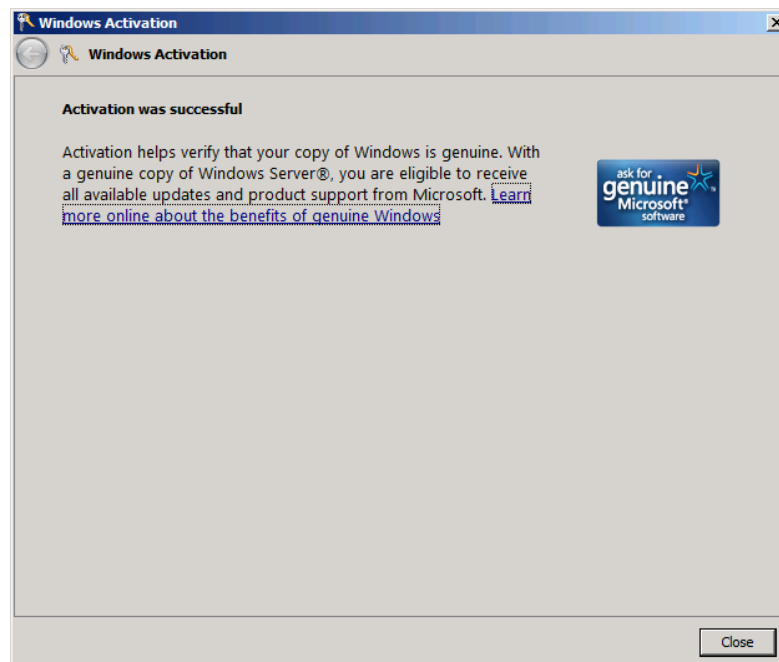 Windows Activation
Windows Activation
Activation was successful
Activation helps verify that your copy of Windows is genuine. With
a genuine copy of Windows Server®, you are eligible to receive
all available updates and product support from Microsoft. Learn
more online about the benefits of genuine Windows
ask for
genuine
Microsoft®
software
Close